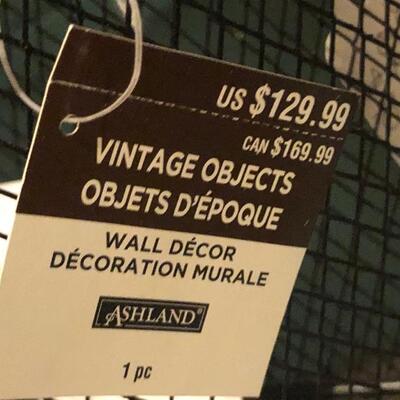 US $129.99
CAN $169.99
VINTAGE OBJECTS
OBJETS D'ÉPOQUE
WALL DÉCOR
DÉCORATION MURALE
ASHLAND®
1 pc